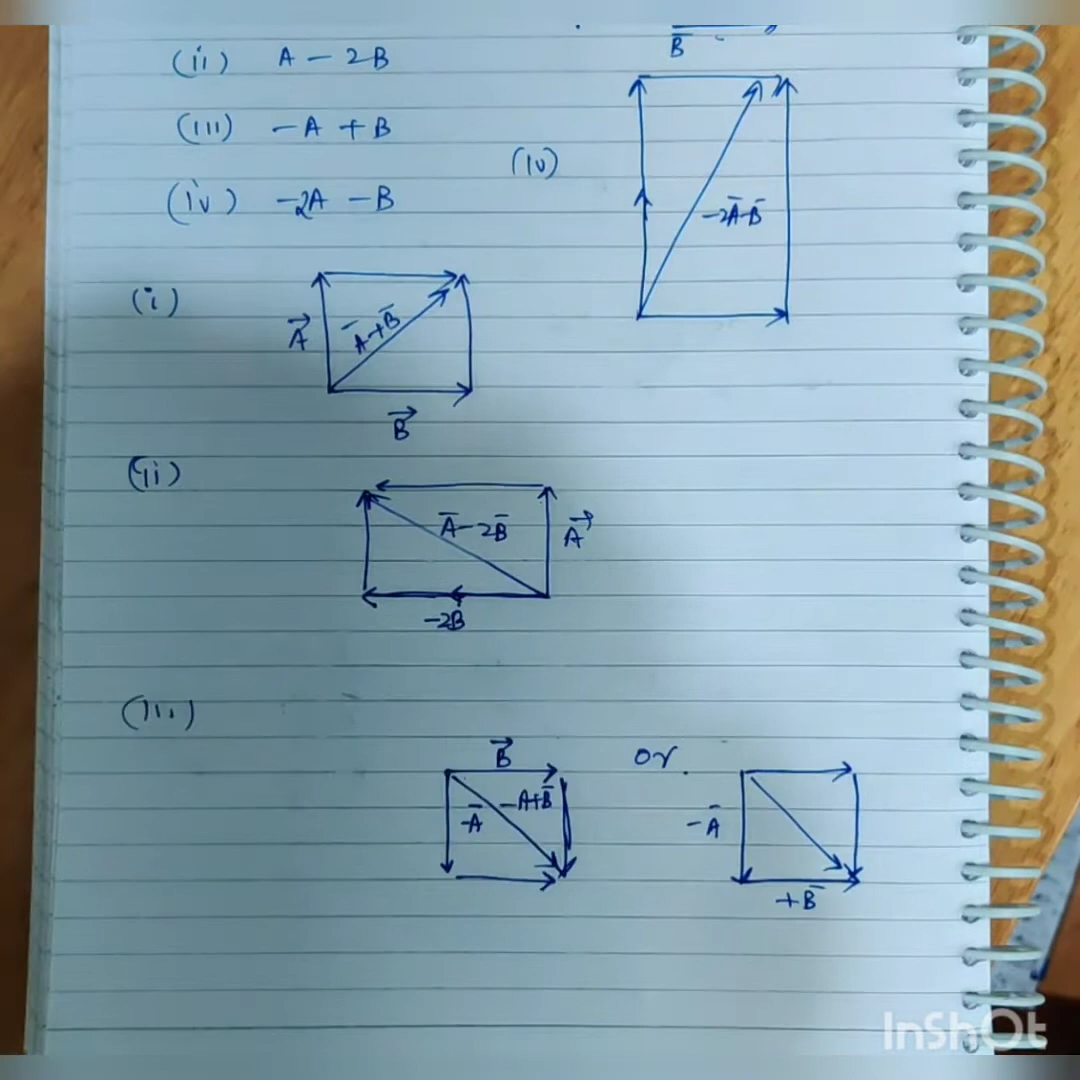 (ii) A - 2B
(iii) -A + B
(iv) -2A - B
B̅
(iv)
-2A̅-B̅
(i)
A⃗
A̅+B̅
B⃗
(ii)
A̅-2B̅
A⃗
-2B
(iii)
B⃗
-A̅
-A+B̅
or
-A̅
+B̅
InShOt